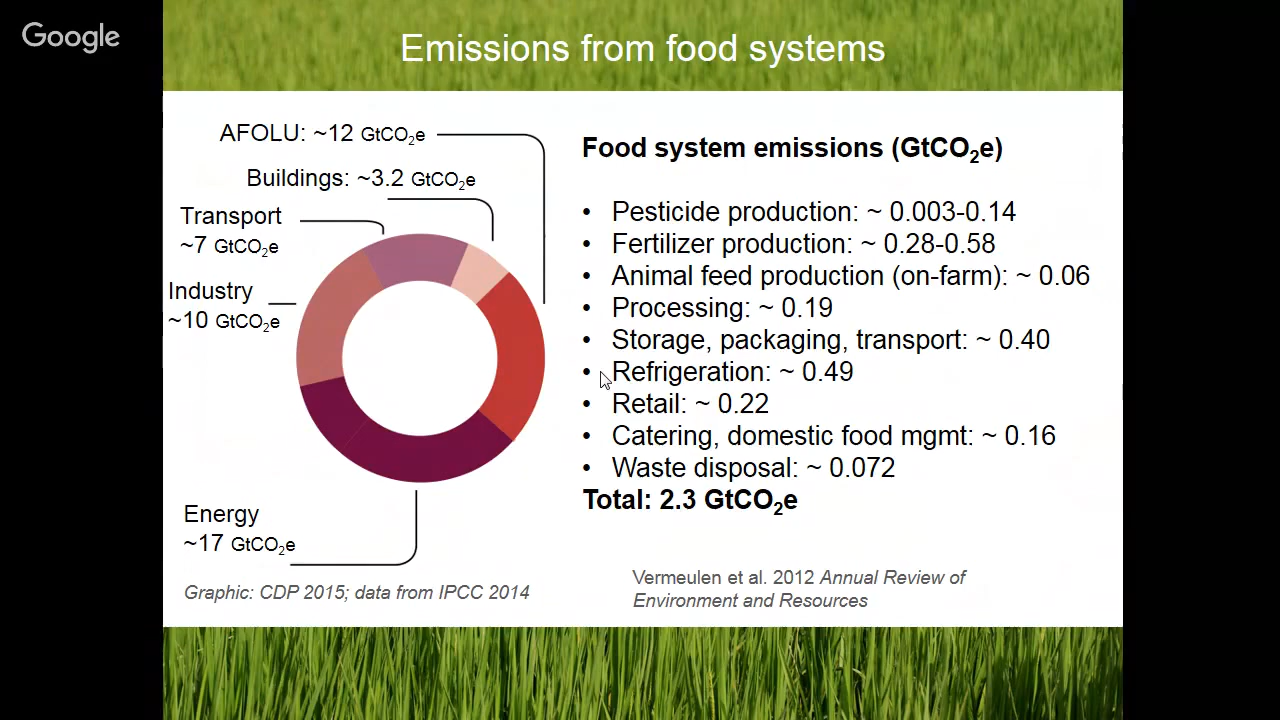 Google
Emissions from food systems
AFOLU: ~12 GtCO₂e
Buildings: ~3.2 GtCO₂e
Transport
~7 GtCO₂e
Industry
~10 GtCO₂e
Energy
~17 GtCO₂e
Graphic: CDP 2015; data from IPCC 2014
Food system emissions (GtCO₂e)
• Pesticide production: ~ 0.003-0.14
• Fertilizer production: ~ 0.28-0.58
• Animal feed production (on-farm): ~ 0.06
• Processing: ~ 0.19
• Storage, packaging, transport: ~ 0.40
• Refrigeration: ~ 0.49
• Retail: ~ 0.22
• Catering, domestic food mgmt: ~ 0.16
• Waste disposal: ~ 0.072
Total: 2.3 GtCO₂e
Vermeulen et al. 2012 Annual Review of
Environment and Resources